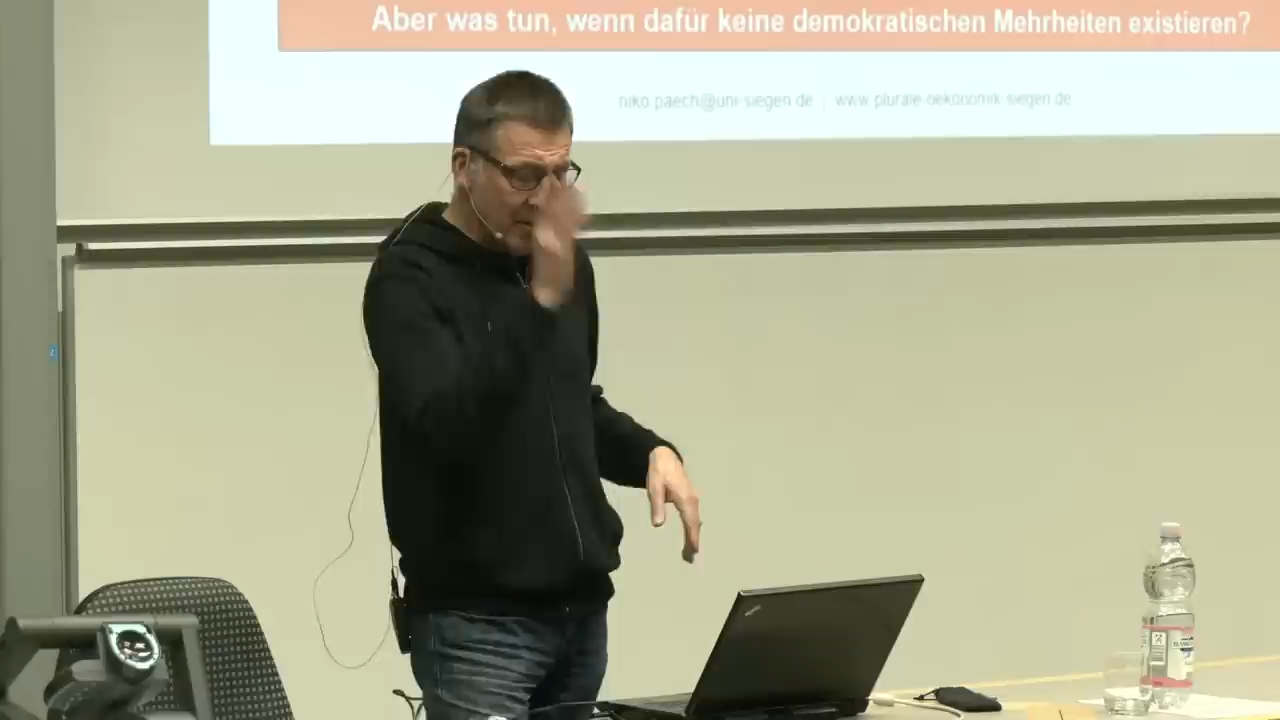 Aber was tun, wenn dafür keine demokratischen Mehrheiten existieren?
niko.paech@uni-siegen.de | www.plurale-oekonomik-siegen.de